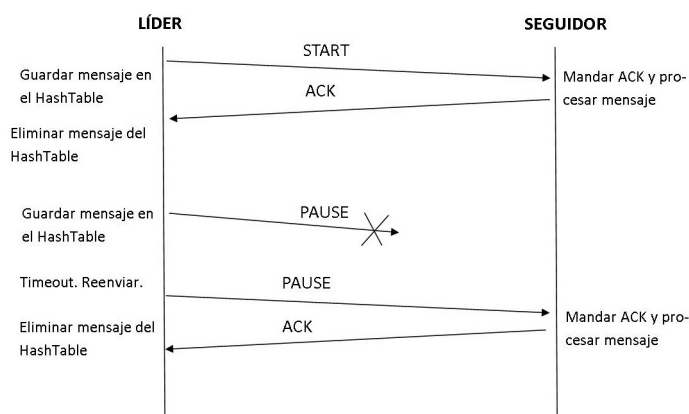 LÍDER
SEGUIDOR
START
Guardar mensaje en
el HashTable
Mandar ACK y pro-
cesar mensaje
ACK
Eliminar mensaje del
HashTable
Guardar mensaje en
el HashTable
PAUSE
Timeout. Reenviar.
PAUSE
Mandar ACK y pro-
cesar mensaje
Eliminar mensaje del
HashTable
ACK